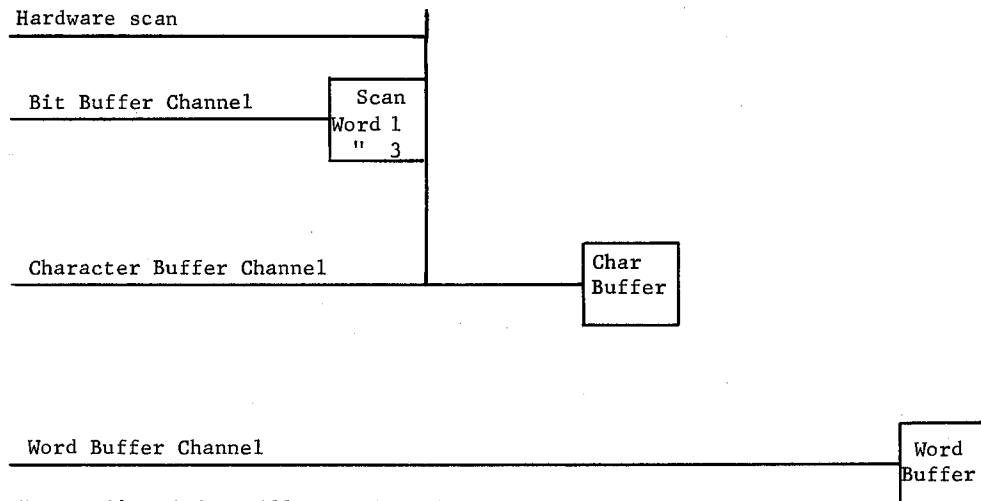 Hardware scan
Bit Buffer Channel
Scan
Word 1
" 3
Character Buffer Channel
Char
Buffer
Word Buffer Channel
Word
Buffer